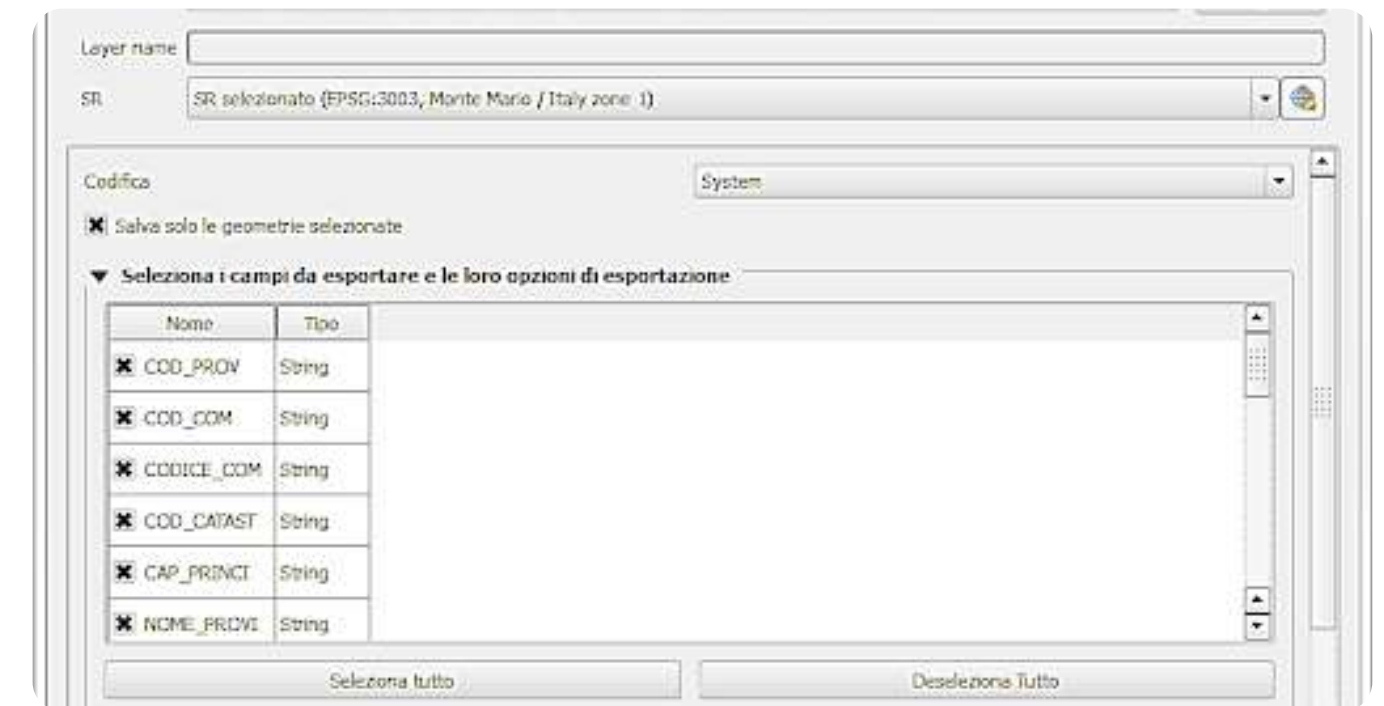 Layer name
SR SR selezionato (EPSG:3003, Monte Mario / Italy zone 1)
Codifica System
Salva solo le geometrie selezionate
Seleziona i campi da esportare e le loro opzioni di esportazione
Nome Tipo
COD_PROV String
COD_COM String
CODICE_COM String
COD_CATAST String
CAP_PRINCI String
NOME_PROVI String
Seleziona tutto Deseleziona Tutto